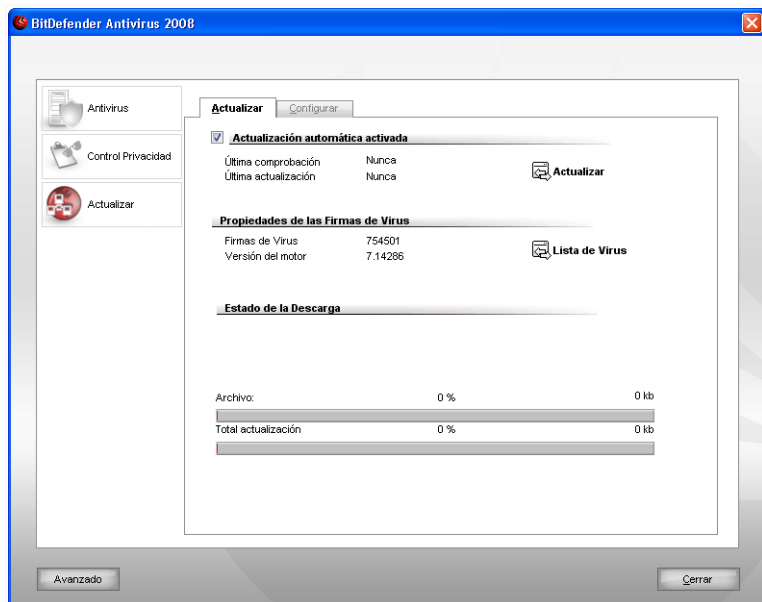 BitDefender Antivirus 2008
Antivirus
Control Privacidad
Actualizar
Actualizar Configurar
Actualización automática activada
Última comprobación Nunca
Última actualización Nunca
Actualizar
Propiedades de las Firmas de Virus
Firmas de Virus 754501
Versión del motor 7.14286
Lista de Virus
Estado de la Descarga
Archivo: 0 % 0 kb
Total actualización 0 % 0 kb
Avanzado Cerrar